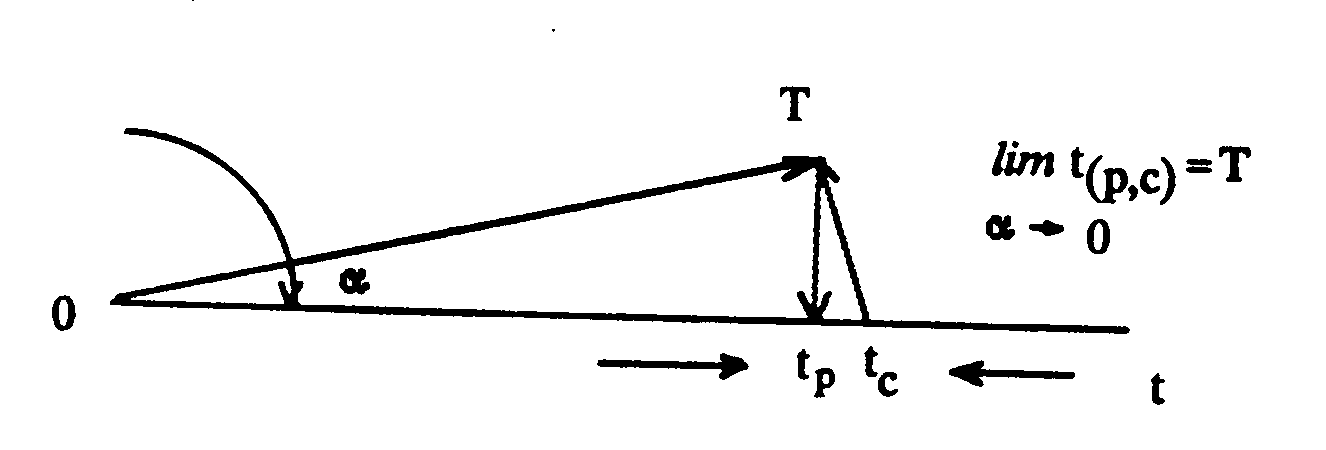 T
lim t(p,c) = T
α → 0
α
0
tp tc
t